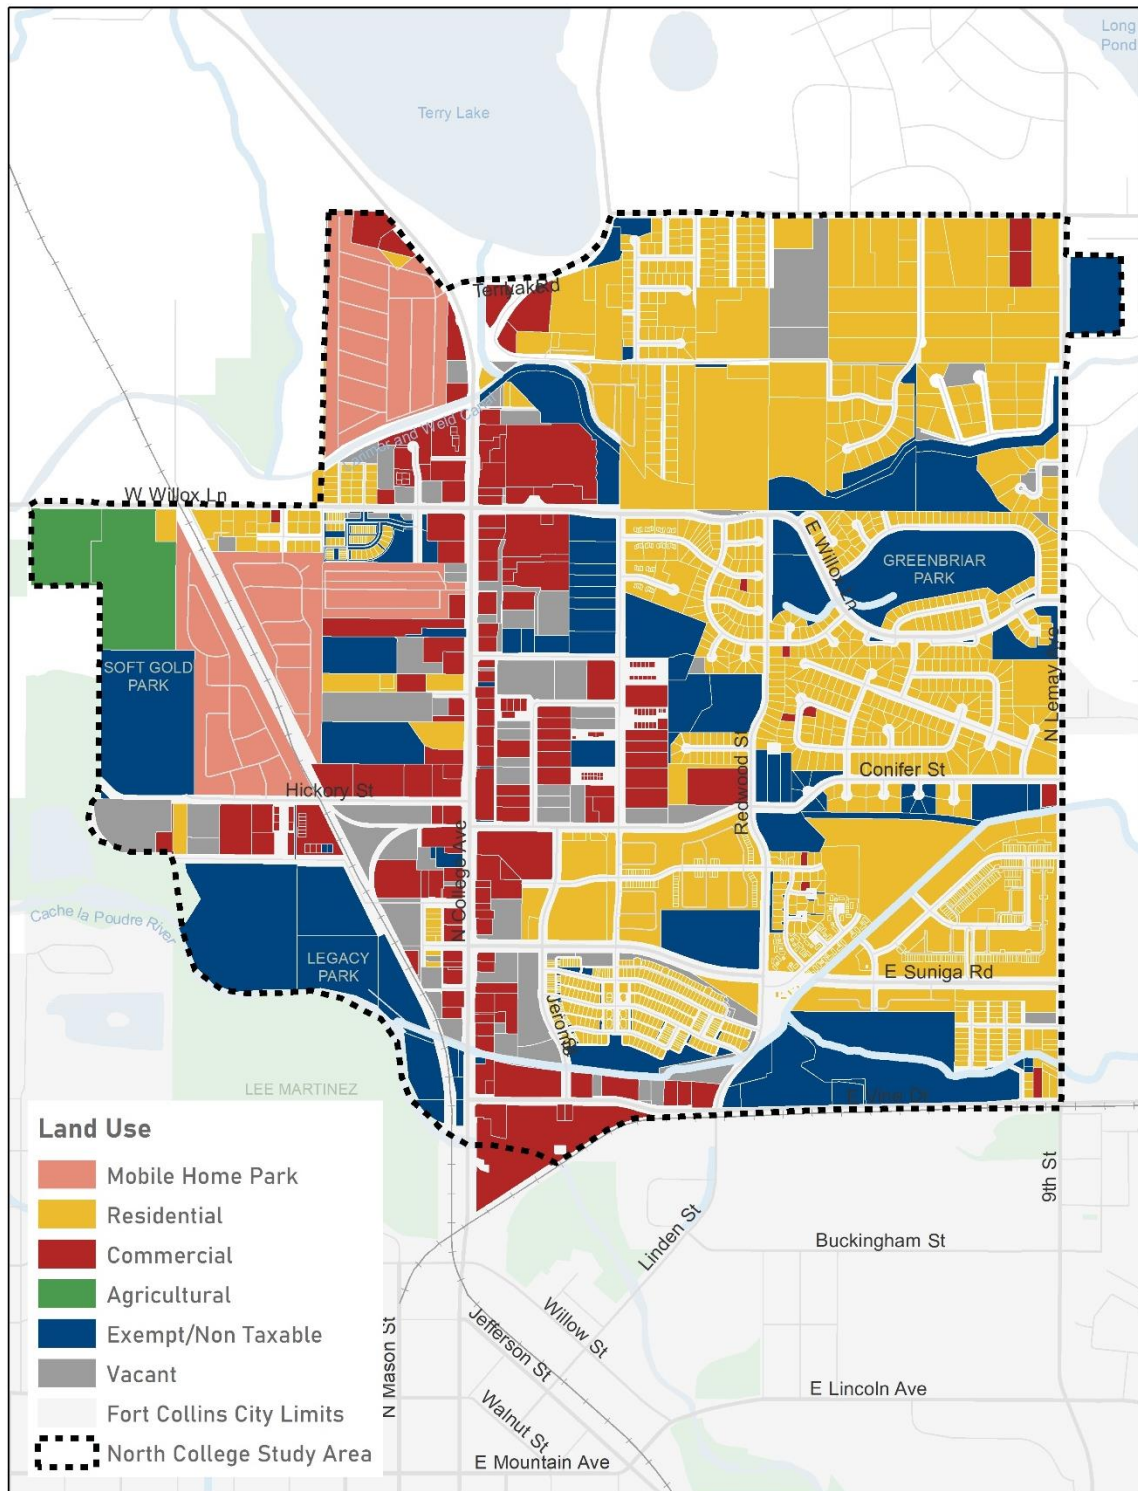 Long
Pond
Terry Lake
Terry Lake Rd
Larimer and Weld Canal
W Willox Ln
E Willox Ln
GREENBRIAR
PARK
SOFT GOLD
PARK
N Lemay Ave
Redwood St
Conifer St
Hickory St
N College Ave
Cache la Poudre River
LEGACY
PARK
E Suniga Rd
Jerome St
E Vine Dr
LEE MARTINEZ
Land Use
Mobile Home Park
Residential
Commercial
Agricultural
Exempt/Non Taxable
Vacant
Fort Collins City Limits
North College Study Area
9th St
Linden St
Buckingham St
Willow St
Jefferson St
N Mason St
Walnut St
E Lincoln Ave
E Mountain Ave